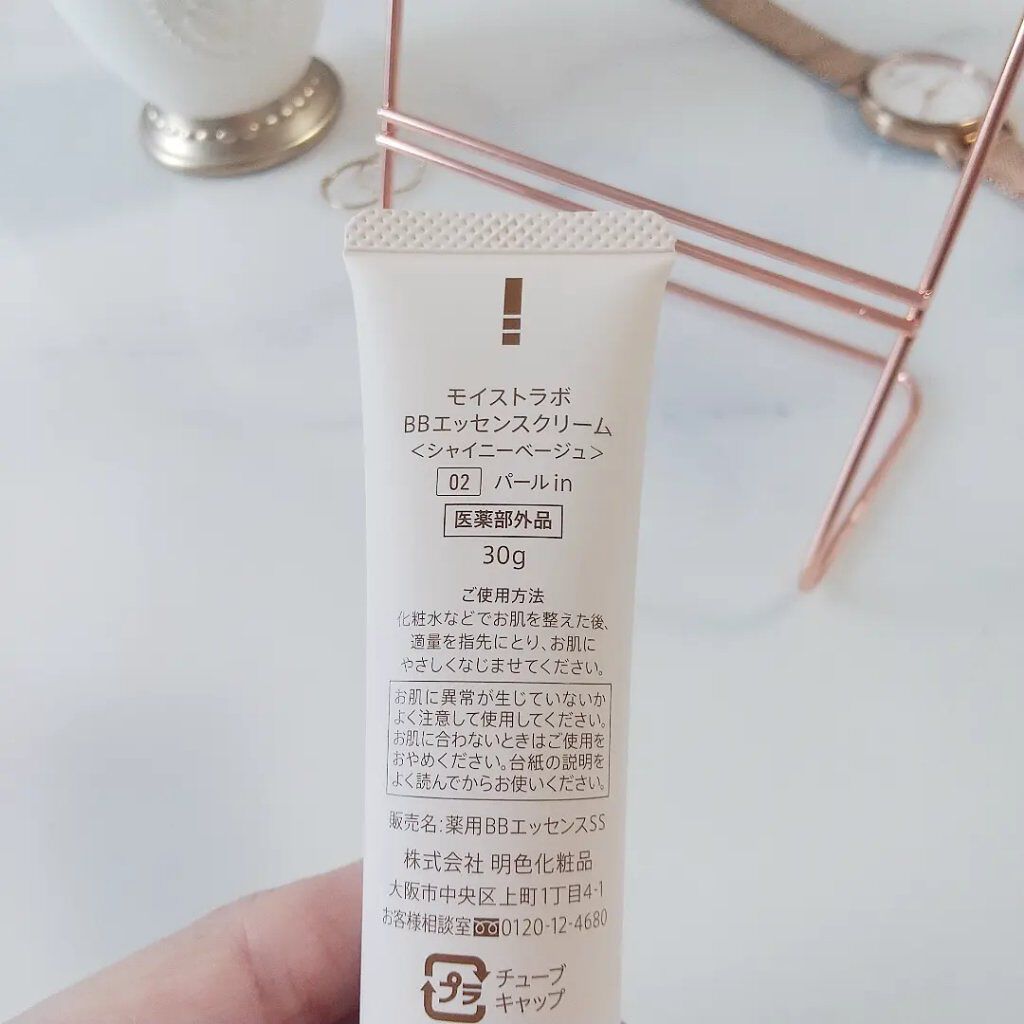 モイストラボ
BBエッセンスクリーム
＜シャイニーベージュ＞
02 パールin
医薬部外品
30g
ご使用方法
化粧水などでお肌を整えた後、
適量を指先にとり、お肌に
やさしくなじませてください。
お肌に異常が生じていないか
よく注意して使用してください。
お肌に合わないときはご使用を
おやめください。台紙の説明を
よく読んでからお使いください。
販売名：薬用BBエッセンスSS
株式会社 明色化粧品
大阪市中央区上町1丁目4-1
お客様相談室 0120-12-4680
プラ チューブ
キャップ